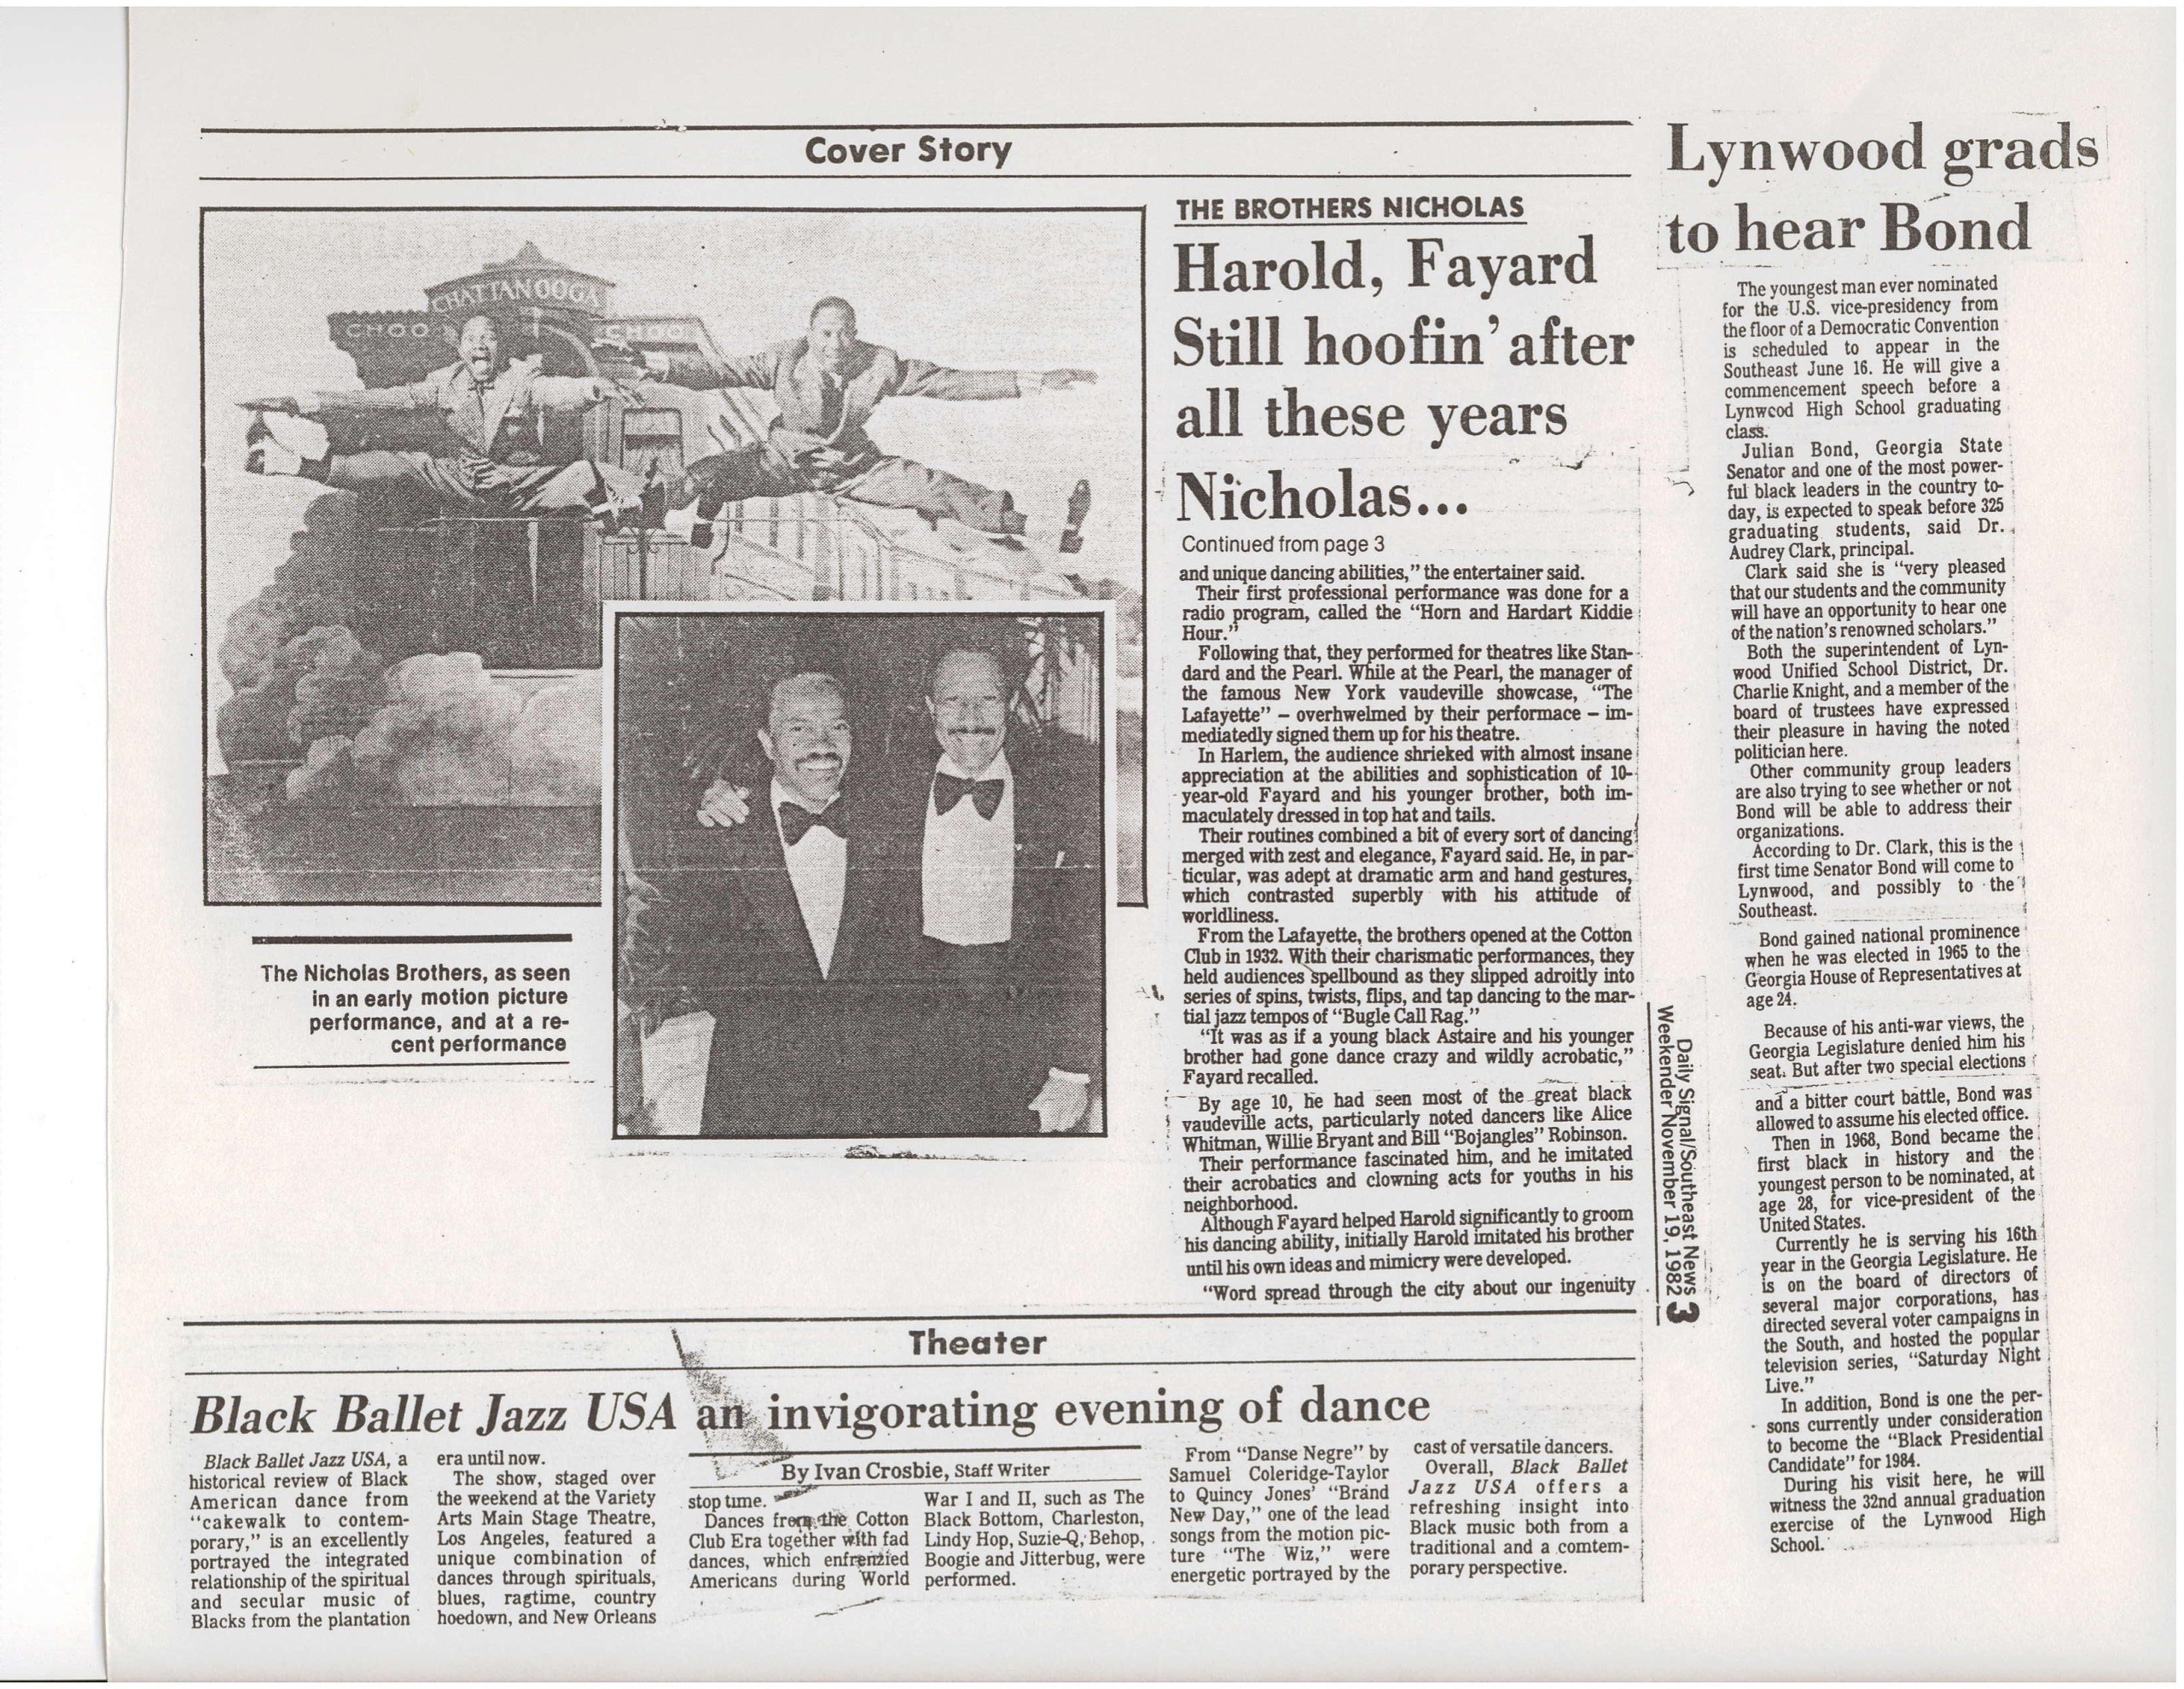 Cover Story
CHATTANOOGA
CHOO CHOO
The Nicholas Brothers, as seen
in an early motion picture
performance, and at a re-
cent performance
THE BROTHERS NICHOLAS
Harold, Fayard
Still hoofin' after
all these years
Nicholas...
Continued from page 3
and unique dancing abilities," the entertainer said.
Their first professional performance was done for a
radio program, called the "Horn and Hardart Kiddie
Hour."
Following that, they performed for theatres like Stan-
dard and the Pearl. While at the Pearl, the manager of
the famous New York vaudeville showcase, "The
Lafayette" – overhwelmed by their performace – im-
mediatedly signed them up for his theatre.
In Harlem, the audience shrieked with almost insane
appreciation at the abilities and sophistication of 10-
year-old Fayard and his younger brother, both im-
maculately dressed in top hat and tails.
Their routines combined a bit of every sort of dancing
merged with zest and elegance, Fayard said. He, in par-
ticular, was adept at dramatic arm and hand gestures,
which contrasted superbly with his attitude of
worldliness.
From the Lafayette, the brothers opened at the Cotton
Club in 1932. With their charismatic performances, they
held audiences spellbound as they slipped adroitly into
series of spins, twists, flips, and tap dancing to the mar-
tial jazz tempos of "Bugle Call Rag."
"It was as if a young black Astaire and his younger
brother had gone dance crazy and wildly acrobatic,"
Fayard recalled.
By age 10, he had seen most of the great black
vaudeville acts, particularly noted dancers like Alice
Whitman, Willie Bryant and Bill "Bojangles" Robinson.
Their performance fascinated him, and he imitated
their acrobatics and clowning acts for youths in his
neighborhood.
Although Fayard helped Harold significantly to groom
his dancing ability, initially Harold imitated his brother
until his own ideas and mimicry were developed.
"Word spread through the city about our ingenuity
Daily Signal/Southeast News
Weekender November 19, 1982 3
Lynwood grads
to hear Bond
The youngest man ever nominated
for the U.S. vice-presidency from
the floor of a Democratic Convention
is scheduled to appear in the
Southeast June 16. He will give a
commencement speech before a
Lynwood High School graduating
class.
Julian Bond, Georgia State
Senator and one of the most power-
ful black leaders in the country to-
day, is expected to speak before 325
graduating students, said Dr.
Audrey Clark, principal.
Clark said she is "very pleased
that our students and the community
will have an opportunity to hear one
of the nation's renowned scholars."
Both the superintendent of Lyn-
wood Unified School District, Dr.
Charlie Knight, and a member of the
board of trustees have expressed
their pleasure in having the noted
politician here.
Other community group leaders
are also trying to see whether or not
Bond will be able to address their
organizations.
According to Dr. Clark, this is the
first time Senator Bond will come to
Lynwood, and possibly to the
Southeast.
Bond gained national prominence
when he was elected in 1965 to the
Georgia House of Representatives at
age 24.
Because of his anti-war views, the
Georgia Legislature denied him his
seat. But after two special elections
and a bitter court battle, Bond was
allowed to assume his elected office.
Then in 1968, Bond became the
first black in history and the
youngest person to be nominated, at
age 28, for vice-president of the
United States.
Currently he is serving his 16th
year in the Georgia Legislature. He
is on the board of directors of
several major corporations, has
directed several voter campaigns in
the South, and hosted the popular
television series, "Saturday Night
Live."
In addition, Bond is one the per-
sons currently under consideration
to become the "Black Presidential
Candidate" for 1984.
During his visit here, he will
witness the 32nd annual graduation
exercise of the Lynwood High
School.
Theater
Black Ballet Jazz USA an invigorating evening of dance
Black Ballet Jazz USA, a
historical review of Black
American dance from
"cakewalk to contem-
porary," is an excellently
portrayed the integrated
relationship of the spiritual
and secular music of
Blacks from the plantation
era until now.
The show, staged over
the weekend at the Variety
Arts Main Stage Theatre,
Los Angeles, featured a
unique combination of
dances through spirituals,
blues, ragtime, country
hoedown, and New Orleans
By Ivan Crosbie, Staff Writer
stop time.
Dances from the Cotton
Club Era together with fad
dances, which enfrenzied
Americans during World
War I and II, such as The
Black Bottom, Charleston,
Lindy Hop, Suzie-Q, Behop,
Boogie and Jitterbug, were
performed.
From "Danse Negre" by
Samuel Coleridge-Taylor
to Quincy Jones' "Brand
New Day," one of the lead
songs from the motion pic-
ture "The Wiz," were
energetic portrayed by the
cast of versatile dancers.
Overall, Black Ballet
Jazz USA offers a
refreshing insight into
Black music both from a
traditional and a comtem-
porary perspective.